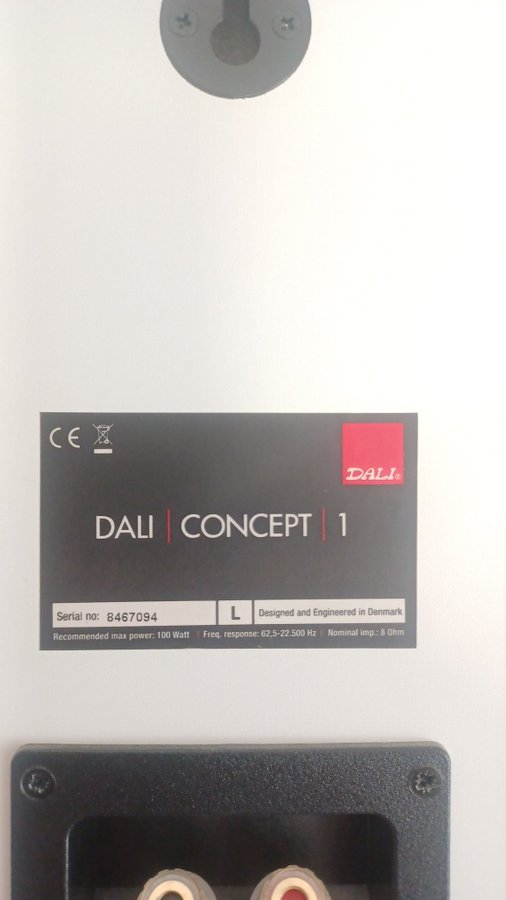 CE
DALI®
DALI | CONCEPT | 1
Serial no: 8467094
L
Designed and Engineered in Denmark
Recommended max power: 100 Watt | Freq. response: 62,5-22.500 Hz | Nominal imp.: 8 Ohm